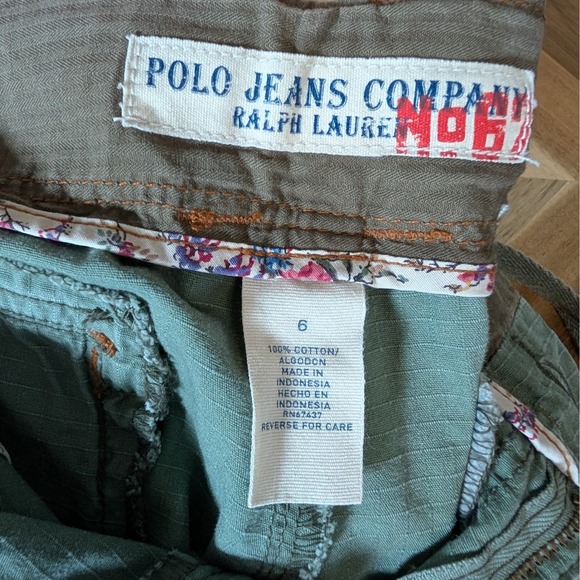 POLO JEANS COMPANY
RALPH LAUREN
No67
6
100% COTTON/
ALGODON
MADE IN
INDONESIA
HECHO EN
INDONESIA
RN67437
REVERSE FOR CARE